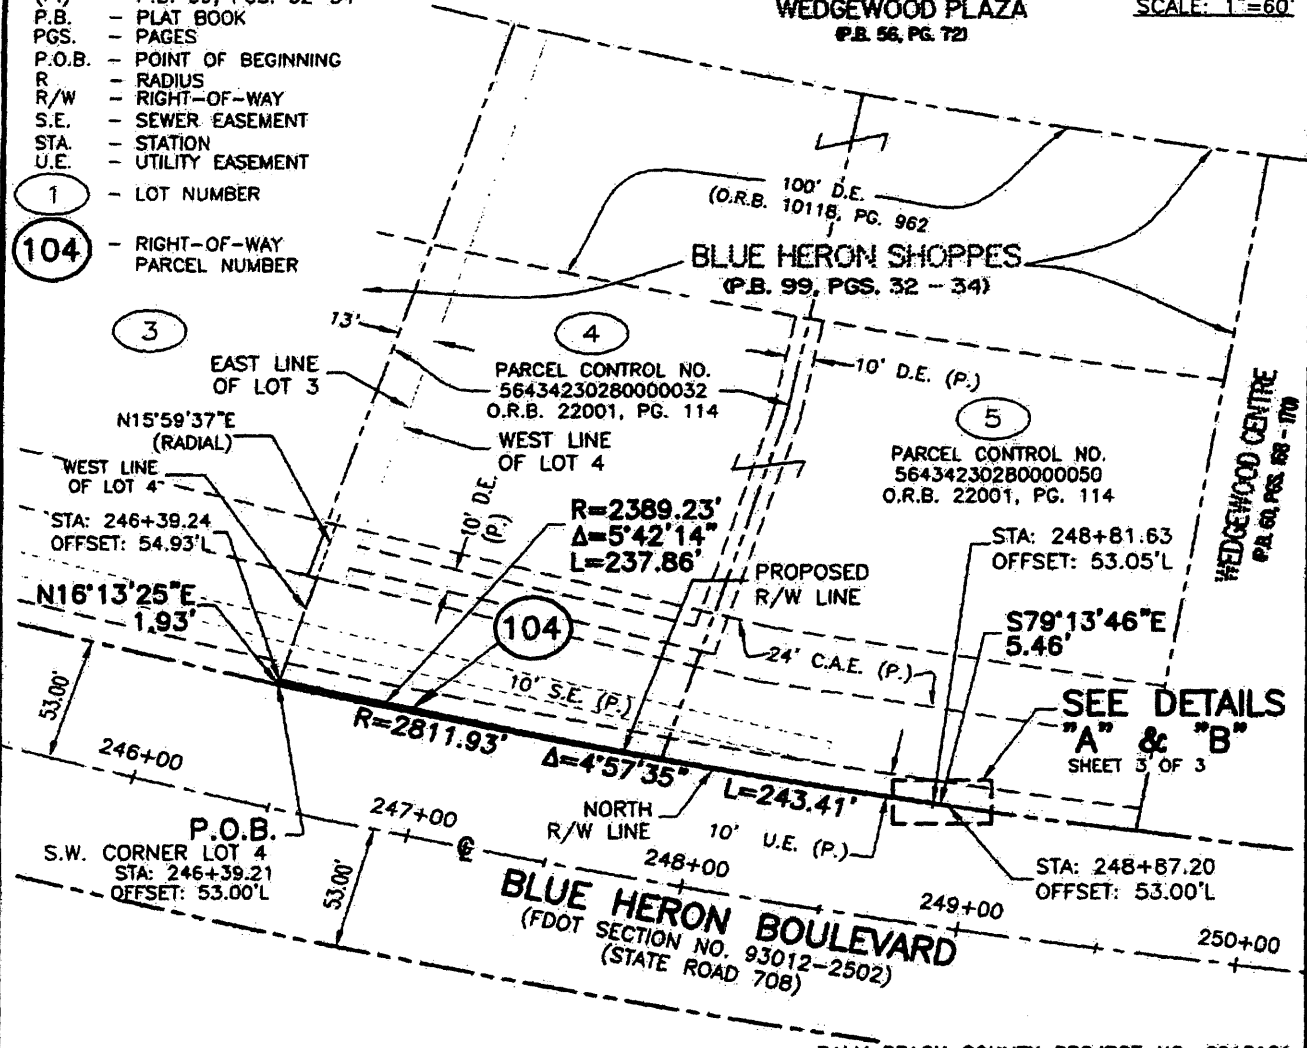 P.B. - PLAT BOOK
PGS. - PAGES
P.O.B. - POINT OF BEGINNING
R - RADIUS
R/W - RIGHT-OF-WAY
S.E. - SEWER EASEMENT
STA. - STATION
U.E. - UTILITY EASEMENT
1 - LOT NUMBER
104 - RIGHT-OF-WAY
PARCEL NUMBER
WEDGEWOOD PLAZA
(P.B. 56, PG. 72)
SCALE: 1"=60'
100' D.E.
(O.R.B. 10118, PG. 962
BLUE HERON SHOPPES
(P.B. 99, PGS. 32 - 34)
3
13'
4
EAST LINE
OF LOT 3
PARCEL CONTROL NO.
56434230280000032
O.R.B. 22001, PG. 114
10' D.E. (P.)
5
PARCEL CONTROL NO.
56434230280000050
O.R.B. 22001, PG. 114
WEDGEWOOD CENTRE
(P.B. 60, PGS. 168 - 170)
N15°59'37"E
(RADIAL)
WEST LINE
OF LOT 4
WEST LINE
OF LOT 4
10' D.E.
(P.)
STA: 246+39.24
OFFSET: 54.93'L
R=2389.23'
Δ=5°42'14"
L=237.86'
STA: 248+81.63
OFFSET: 53.05'L
N16°13'25"E
1.93'
104
PROPOSED
R/W LINE
S79°13'46"E
5.46'
24' C.A.E. (P.)
10' S.E. (P.)
SEE DETAILS
"A" & "B"
SHEET 3 OF 3
53.00'
R=2811.93'
Δ=4°57'35"
L=243.41'
246+00
247+00
NORTH
R/W LINE
10' U.E. (P.)
P.O.B.
S.W. CORNER LOT 4
STA: 246+39.21
OFFSET: 53.00'L
53.00'
248+00
STA: 248+87.20
OFFSET: 53.00'L
249+00
250+00
BLUE HERON BOULEVARD
(FDOT SECTION NO. 93012-2502)
(STATE ROAD 708)